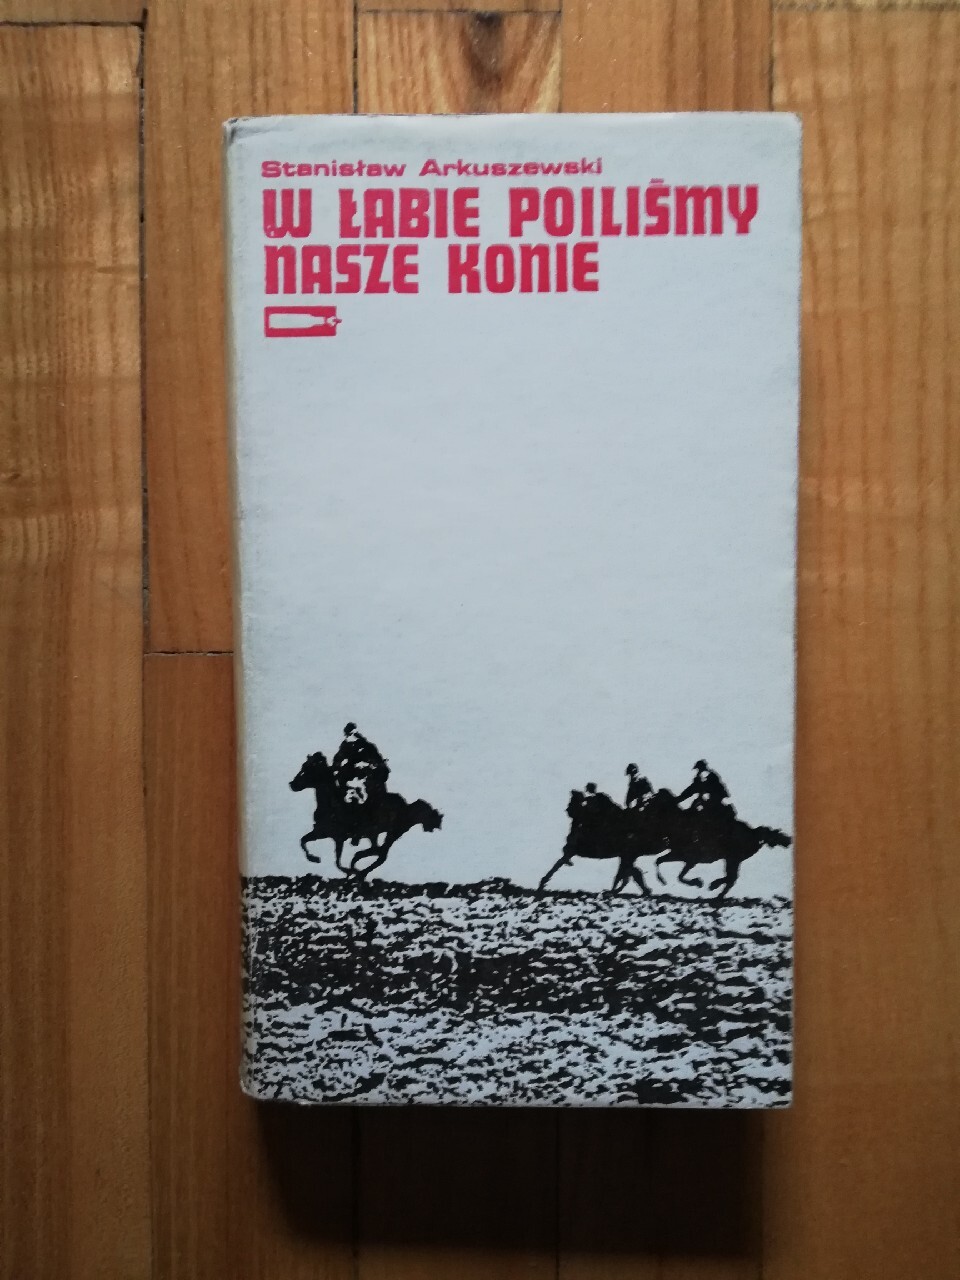 Stanisław Arkuszewski
W ŁABIE POILIŚMY
NASZE KONIE